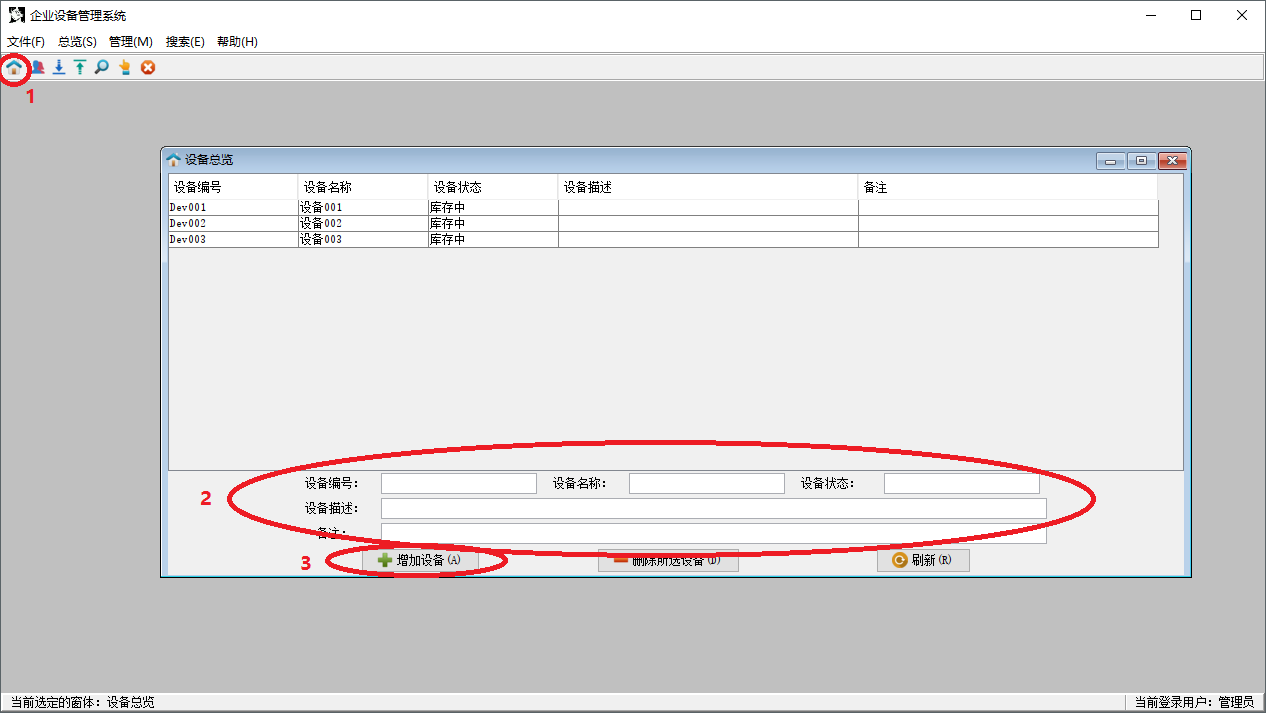 企业设备管理系统
文件(F) 总览(S) 管理(M) 搜索(E) 帮助(H)
1
设备总览
设备编号 设备名称 设备状态 设备描述 备注
Dev001 设备001 库存中
Dev002 设备002 库存中
Dev003 设备003 库存中
2
设备编号： 设备名称： 设备状态：
设备描述：
备注：
3
增加设备(A) 删除所选设备(D) 刷新(R)
当前选定的窗体：设备总览 当前登录用户：管理员